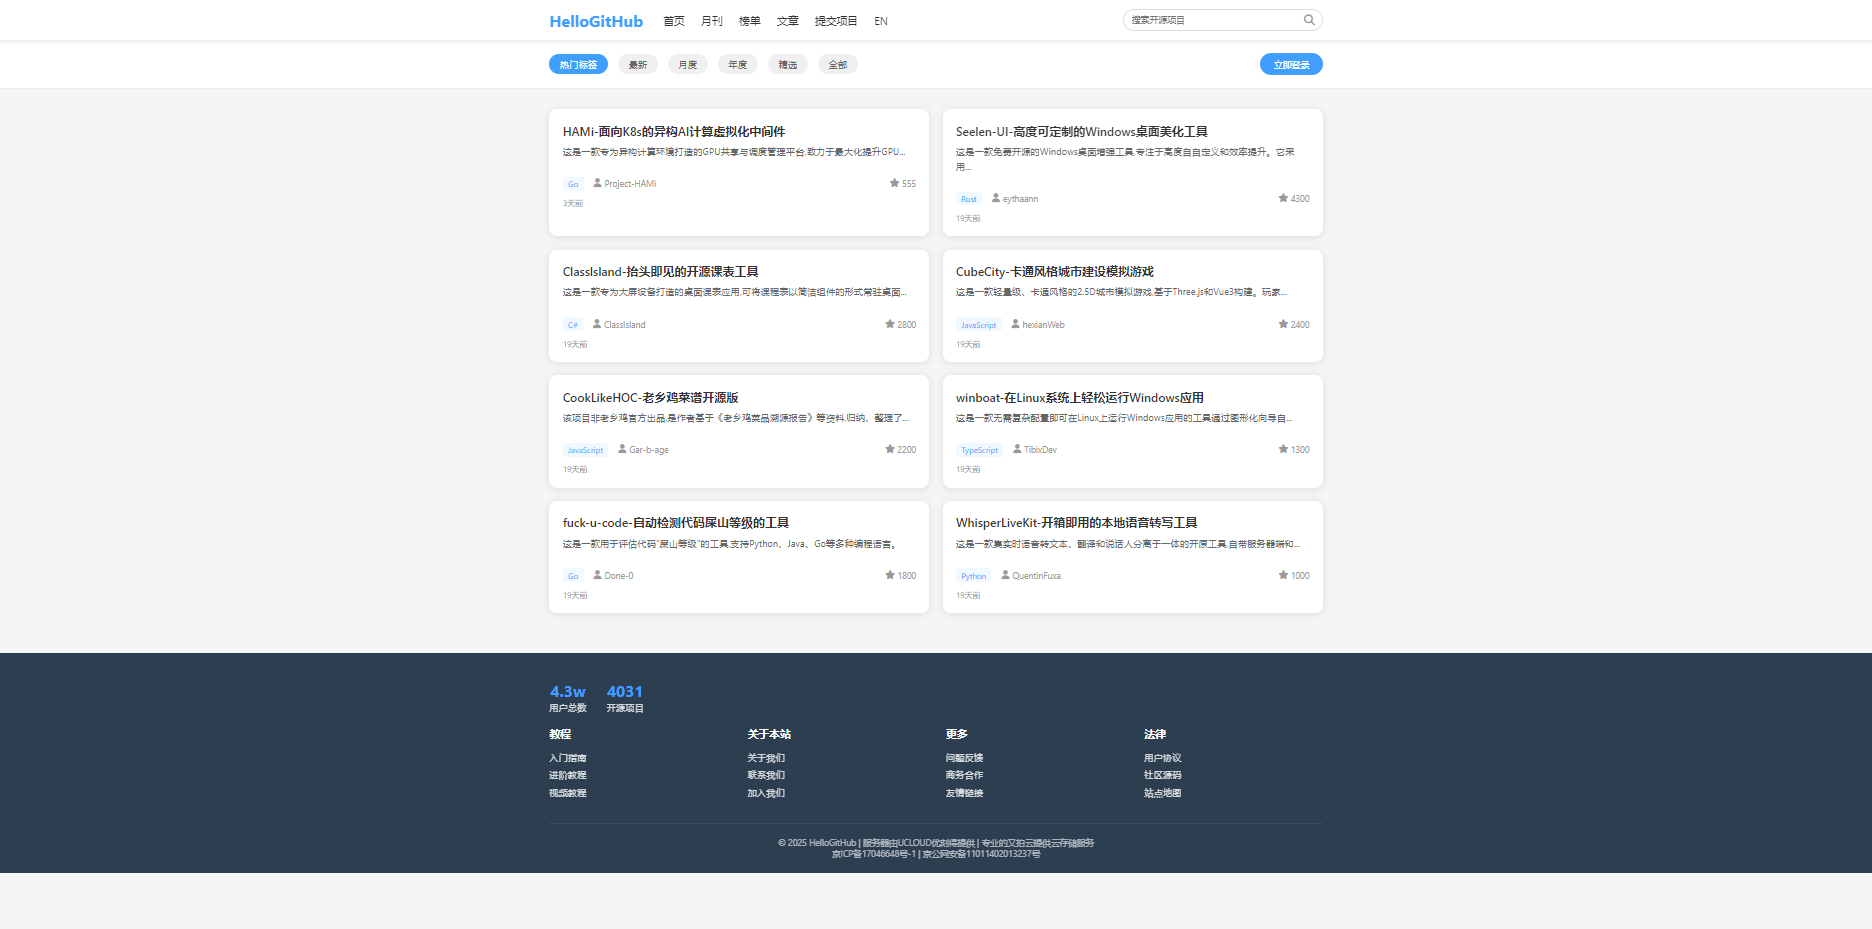 HelloGitHub 首页 月刊 榜单 文章 提交项目 EN 搜索开源项目
热门标签 最新 月度 年度 精选 全部 立即登录
HAMi-面向K8s的异构AI计算虚拟化中间件
这是一款专为异构计算环境打造的GPU共享与调度管理平台,致力于最大化提升GPU...
Go Project-HAMi 555
3天前
Seelen-UI-高度可定制的Windows桌面美化工具
这是一款免费开源的Windows桌面增强工具,专注于高度自自定义和效率提升。它采
用...
Rust eythaann 4300
19天前
ClassIsland-抬头即见的开源课表工具
这是一款专为大屏设备打造的桌面课表应用,可将课程表以简洁组件的形式常驻桌面...
C# ClassIsland 2800
19天前
CubeCity-卡通风格城市建设模拟游戏
这是一款轻量级、卡通风格的2.5D城市模拟游戏,基于Three.js和Vue3构建。玩家...
JavaScript hexianWeb 2400
19天前
CookLikeHOC-老乡鸡菜谱开源版
该项目非老乡鸡官方出品,是作者基于《老乡鸡菜品溯源报告》等资料,归纳、整理了...
JavaScript Gar-b-age 2200
19天前
winboat-在Linux系统上轻松运行Windows应用
这是一款无需复杂配置即可在Linux上运行Windows应用的工具通过图形化向导自...
TypeScript TibixDev 1300
19天前
fuck-u-code-自动检测代码屎山等级的工具
这是一款用于评估代码"屎山等级"的工具,支持Python、Java、Go等多种编程语言。
Go Done-0 1800
19天前
WhisperLiveKit-开箱即用的本地语音转写工具
这是一款集实时语音转文本、翻译和说话人分离于一体的开原工具,自带服务器端和...
Python QuentinFuxa 1000
19天前
4.3w 4031
用户总数 开源项目
教程 关于本站 更多 法律
入门指南 关于我们 问题反馈 用户协议
进阶教程 联系我们 商务合作 社区源码
视频教程 加入我们 友情链接 站点地图
© 2025 HelloGitHub | 服务器由UCLOUD优刻得提供 | 专业的又拍云提供云存储服务
京ICP备17046648号-1 | 京公网安备11011402013237号